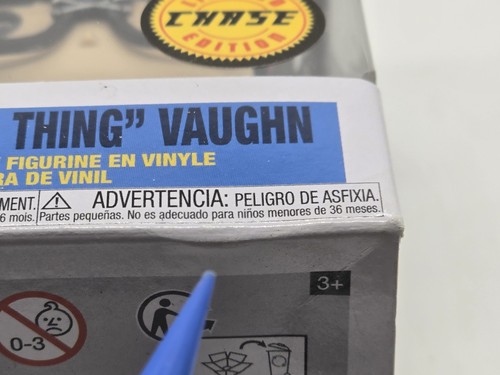 CHASE
EDITION
THING” VAUGHN
FIGURINE EN VINYLE
RA DE VINIL
MENT. ADVERTENCIA: PELIGRO DE ASFIXIA.
6 mois. Partes pequeñas. No es adecuado para niños menores de 36 meses.
3+
0-3